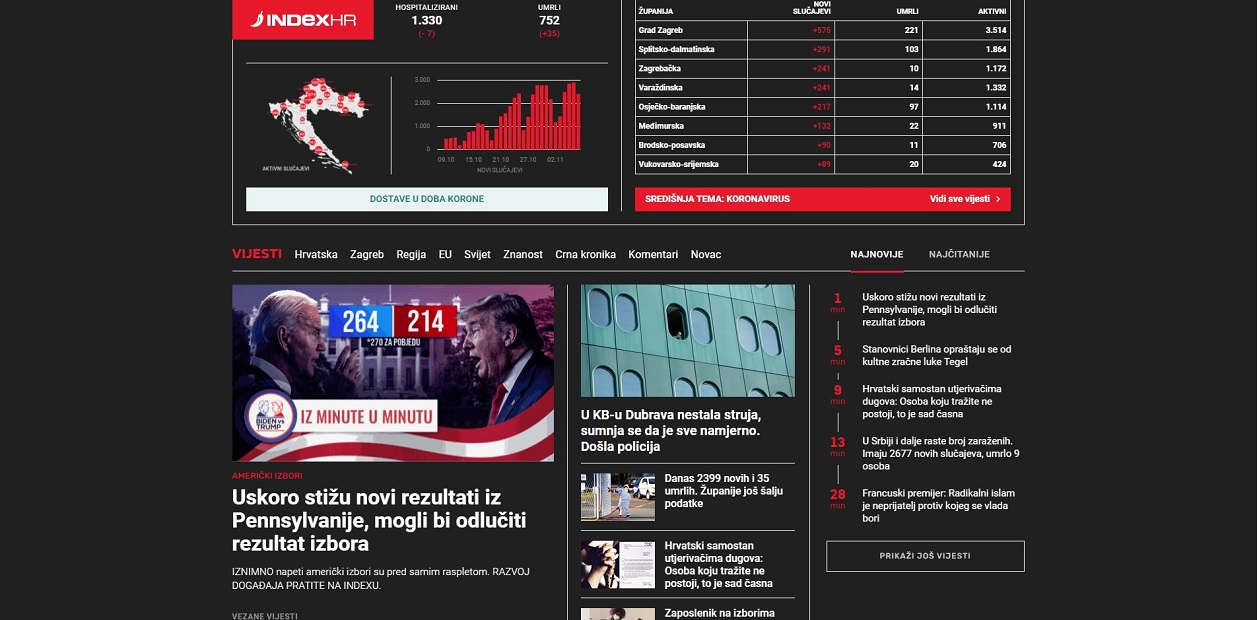 INDEXHR
HOSPITALIZIRANI
1.330
(- 7)
UMRLI
752
(+35)
3.000
2.000
1.000
0
09.10 15.10 21.10 27.10 02.11
NOVI SLUČAJEVI
AKTIVNI SLUČAJEVI
DOSTAVE U DOBA KORONE
ŽUPANIJA NOVI SLUČAJEVI UMRLI AKTIVNI
Grad Zagreb +575 221 3.514
Splitsko-dalmatinska +291 103 1.864
Zagrebačka +241 10 1.172
Varaždinska +241 14 1.332
Osječko-baranjska +217 97 1.114
Međimurska +132 22 911
Brodsko-posavska +90 11 706
Vukovarsko-srijemska +89 20 424
SREDIŠNJA TEMA: KORONAVIRUS Vidi sve vijesti >
VIJESTI Hrvatska Zagreb Regija EU Svijet Znanost Crna kronika Komentari Novac
NAJNOVIJE NAJČITANIJE
264 214
*270 ZA POBJEDU
BIDEN VS
TRUMP
IZ MINUTE U MINUTU
AMERIČKI IZBORI
Uskoro stižu novi rezultati iz
Pennsylvanije, mogli bi odlučiti
rezultat izbora
IZNIMNO napeti američki izbori su pred samim raspletom. RAZVOJ
DOGAĐAJA PRATITE NA INDEXU.
VEZANE VIJESTI
U KB-u Dubrava nestala struja,
sumnja se da je sve namjerno.
Došla policija
Danas 2399 novih i 35
umrlih. Županije još šalju
podatke
Hrvatski samostan
utjerivačima dugova:
Osoba koju tražite ne
postoji, to je sad časna
Zaposlenik na izborima
1 min
Uskoro stižu novi rezultati iz
Pennsylvanije, mogli bi odlučiti
rezultat izbora
5 min
Stanovnici Berlina opraštaju se od
kultne zračne luke Tegel
9 min
Hrvatski samostan utjerivačima
dugova: Osoba koju tražite ne
postoji, to je sad časna
13 min
U Srbiji i dalje raste broj zaraženih.
Imaju 2677 novih slučajeva, umrlo 9
osoba
28 min
Francuski premijer: Radikalni islam
je neprijatelj protiv kojeg se vlada
bori
PRIKAŽI JOŠ VIJESTI